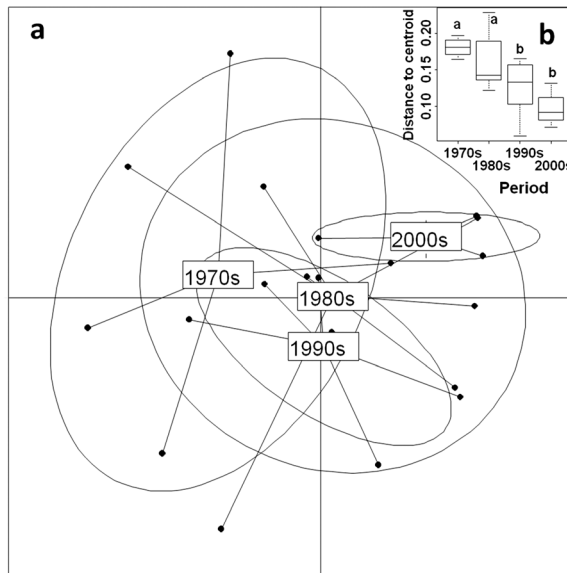 a
b
Distance to centroid
0.20
0.15
0.10
a
a
b
b
1970s
1980s
1990s
2000s
Period
2000s
1970s
1980s
1990s